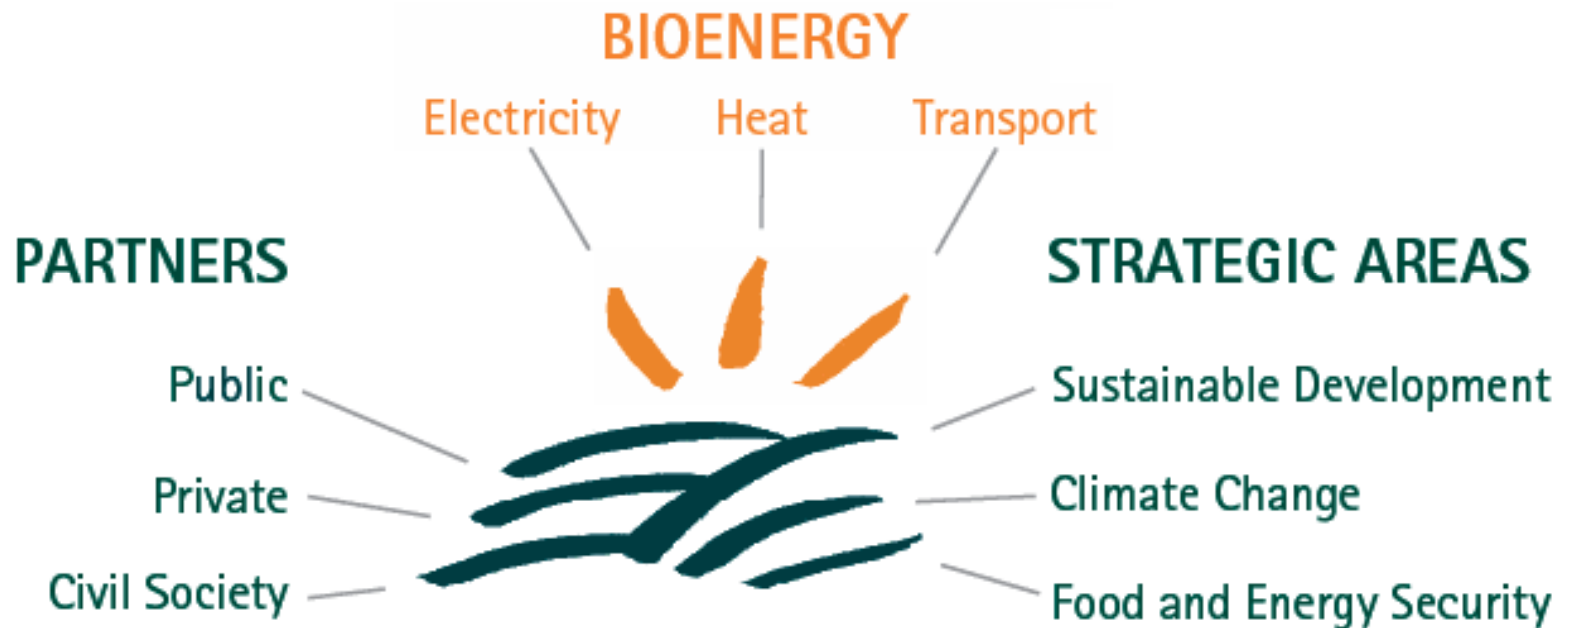 BIOENERGY
Electricity Heat Transport
PARTNERS
Public
Private
Civil Society
STRATEGIC AREAS
Sustainable Development
Climate Change
Food and Energy Security